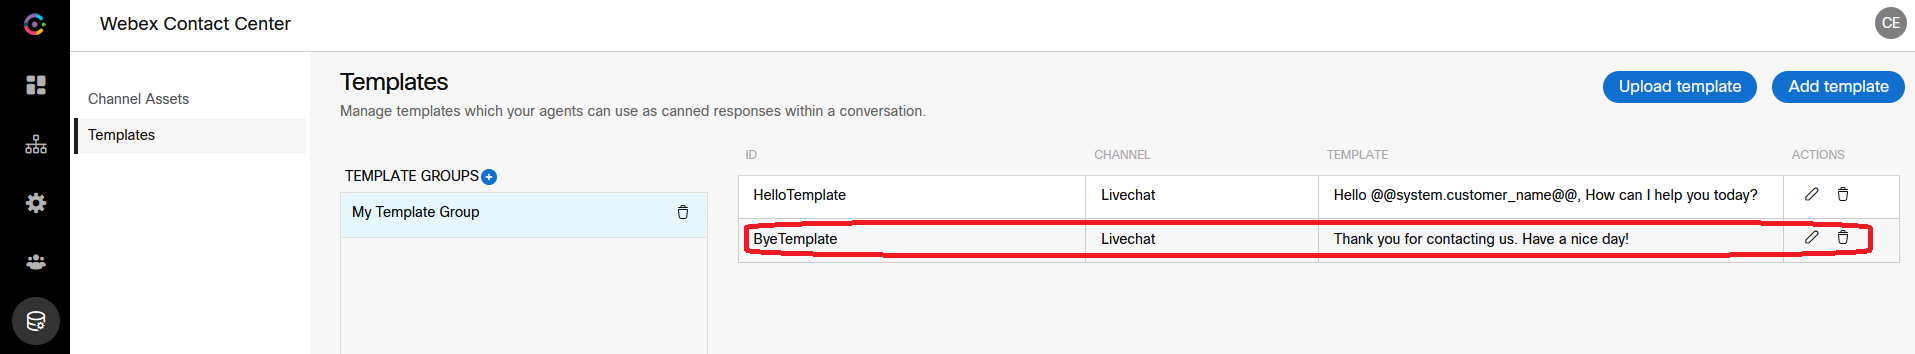 Webex Contact Center
CE
Channel Assets
Templates
Templates
Manage templates which your agents can use as canned responses within a conversation.
Upload template
Add template
TEMPLATE GROUPS
My Template Group
ID CHANNEL TEMPLATE ACTIONS
HelloTemplate Livechat Hello @@system.customer_name@@, How can I help you today?
ByeTemplate Livechat Thank you for contacting us. Have a nice day!